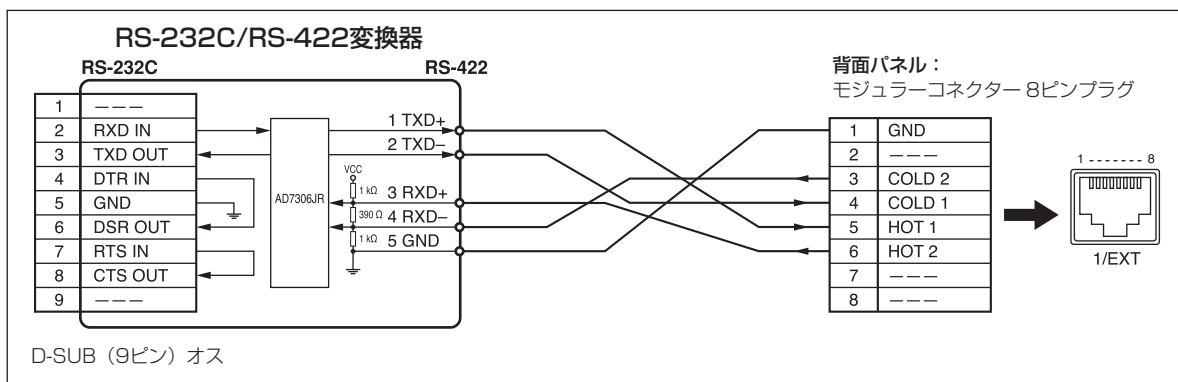 RS-232C/RS-422変換器
RS-232C
RS-422
1 ———
2 RXD IN
3 TXD OUT
4 DTR IN
5 GND
6 DSR OUT
7 RTS IN
8 CTS OUT
9 ———
AD7306JR
VCC
1 kΩ
390 Ω
1 kΩ
1 TXD+
2 TXD–
3 RXD+
4 RXD–
5 GND
D-SUB（9ピン）オス
背面パネル：
モジュラーコネクター 8ピンプラグ
1 GND
2 ———
3 COLD 2
4 COLD 1
5 HOT 1
6 HOT 2
7 ———
8 ———
1 - - - - - - - 8
1/EXT